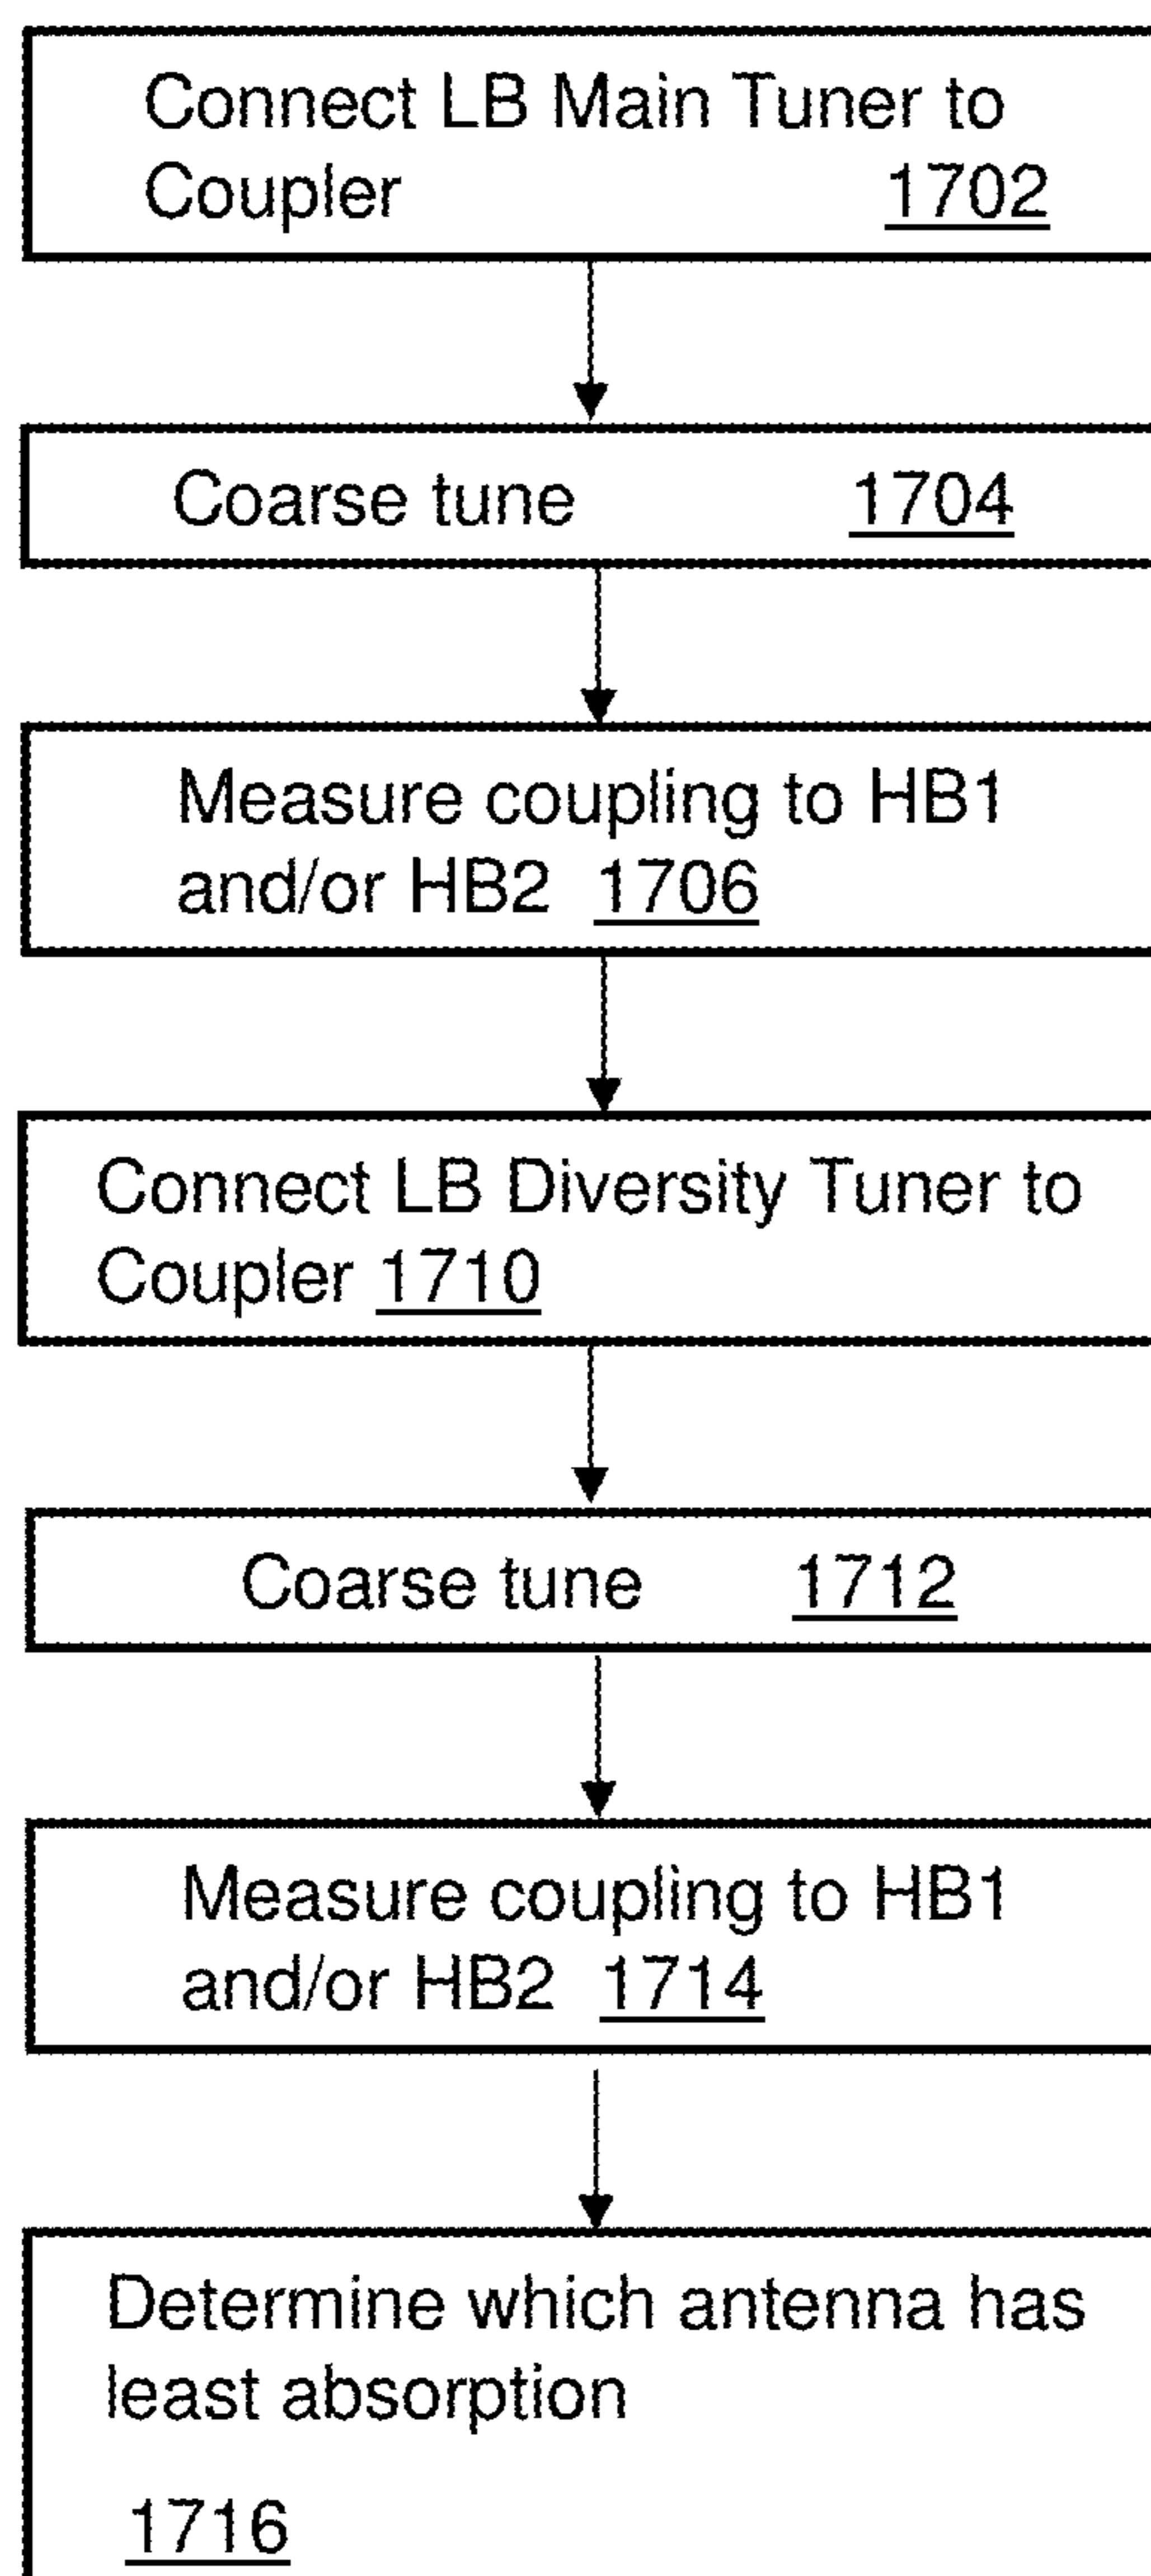 Connect LB Main Tuner to
Coupler 1702
Coarse tune 1704
Measure coupling to HB1
and/or HB2 1706
Connect LB Diversity Tuner to
Coupler 1710
Coarse tune 1712
Measure coupling to HB1
and/or HB2 1714
Determine which antenna has
least absorption
1716